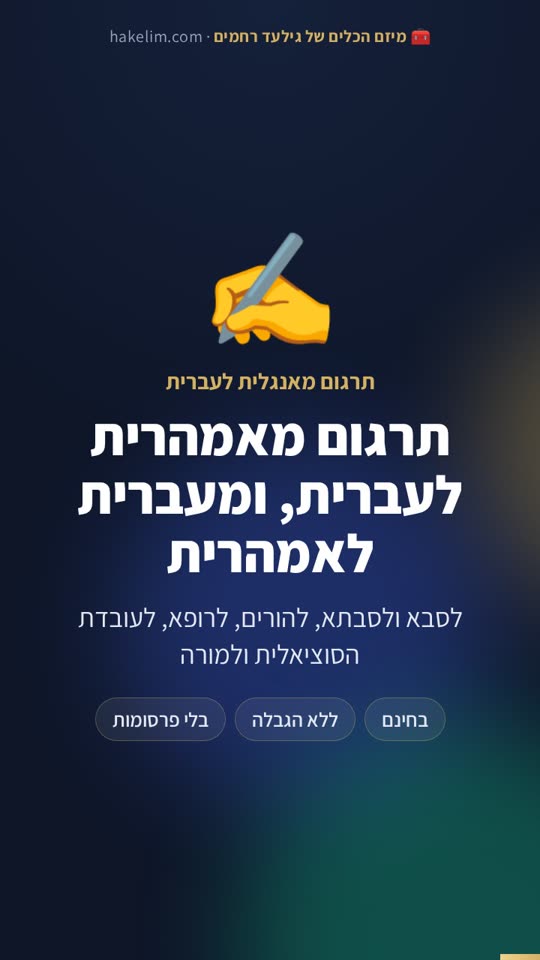 🧰 מיזם הכלים של גילעד רחמים · hakelim.com
תרגום מאנגלית לעברית
תרגום מאמהרית
לעברית, ומעברית
לאמהרית
לסבא ולסבתא, להורים, לרופא, לעובדת
הסוציאלית ולמורה
בחינם
ללא הגבלה
בלי פרסומות